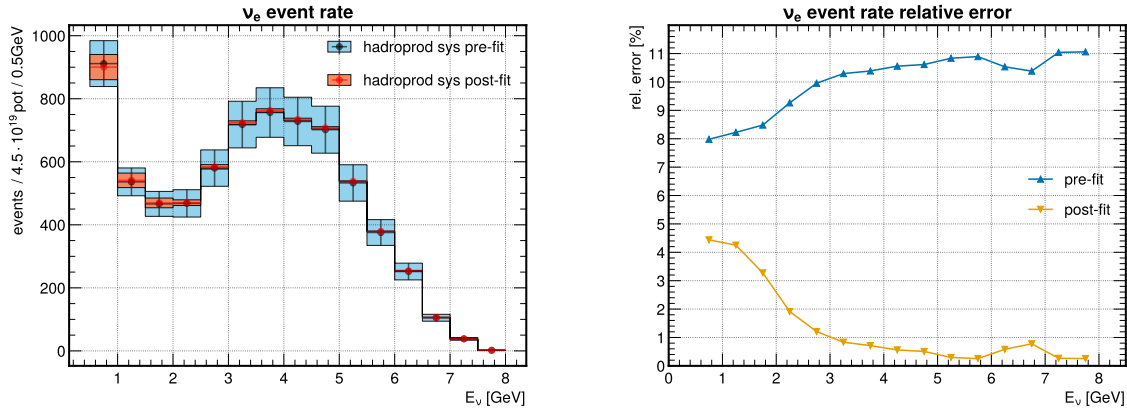 νe event rate
events / 4.5 · 10¹⁹ pot / 0.5GeV
1000
800
600
400
200
0
hadroprod sys pre-fit
hadroprod sys post-fit
1 2 3 4 5 6 7 8
Eν [GeV]
νe event rate relative error
rel. error [%]
11
10
9
8
7
6
5
4
3
2
1
0
pre-fit
post-fit
0 1 2 3 4 5 6 7 8
Eν [GeV]